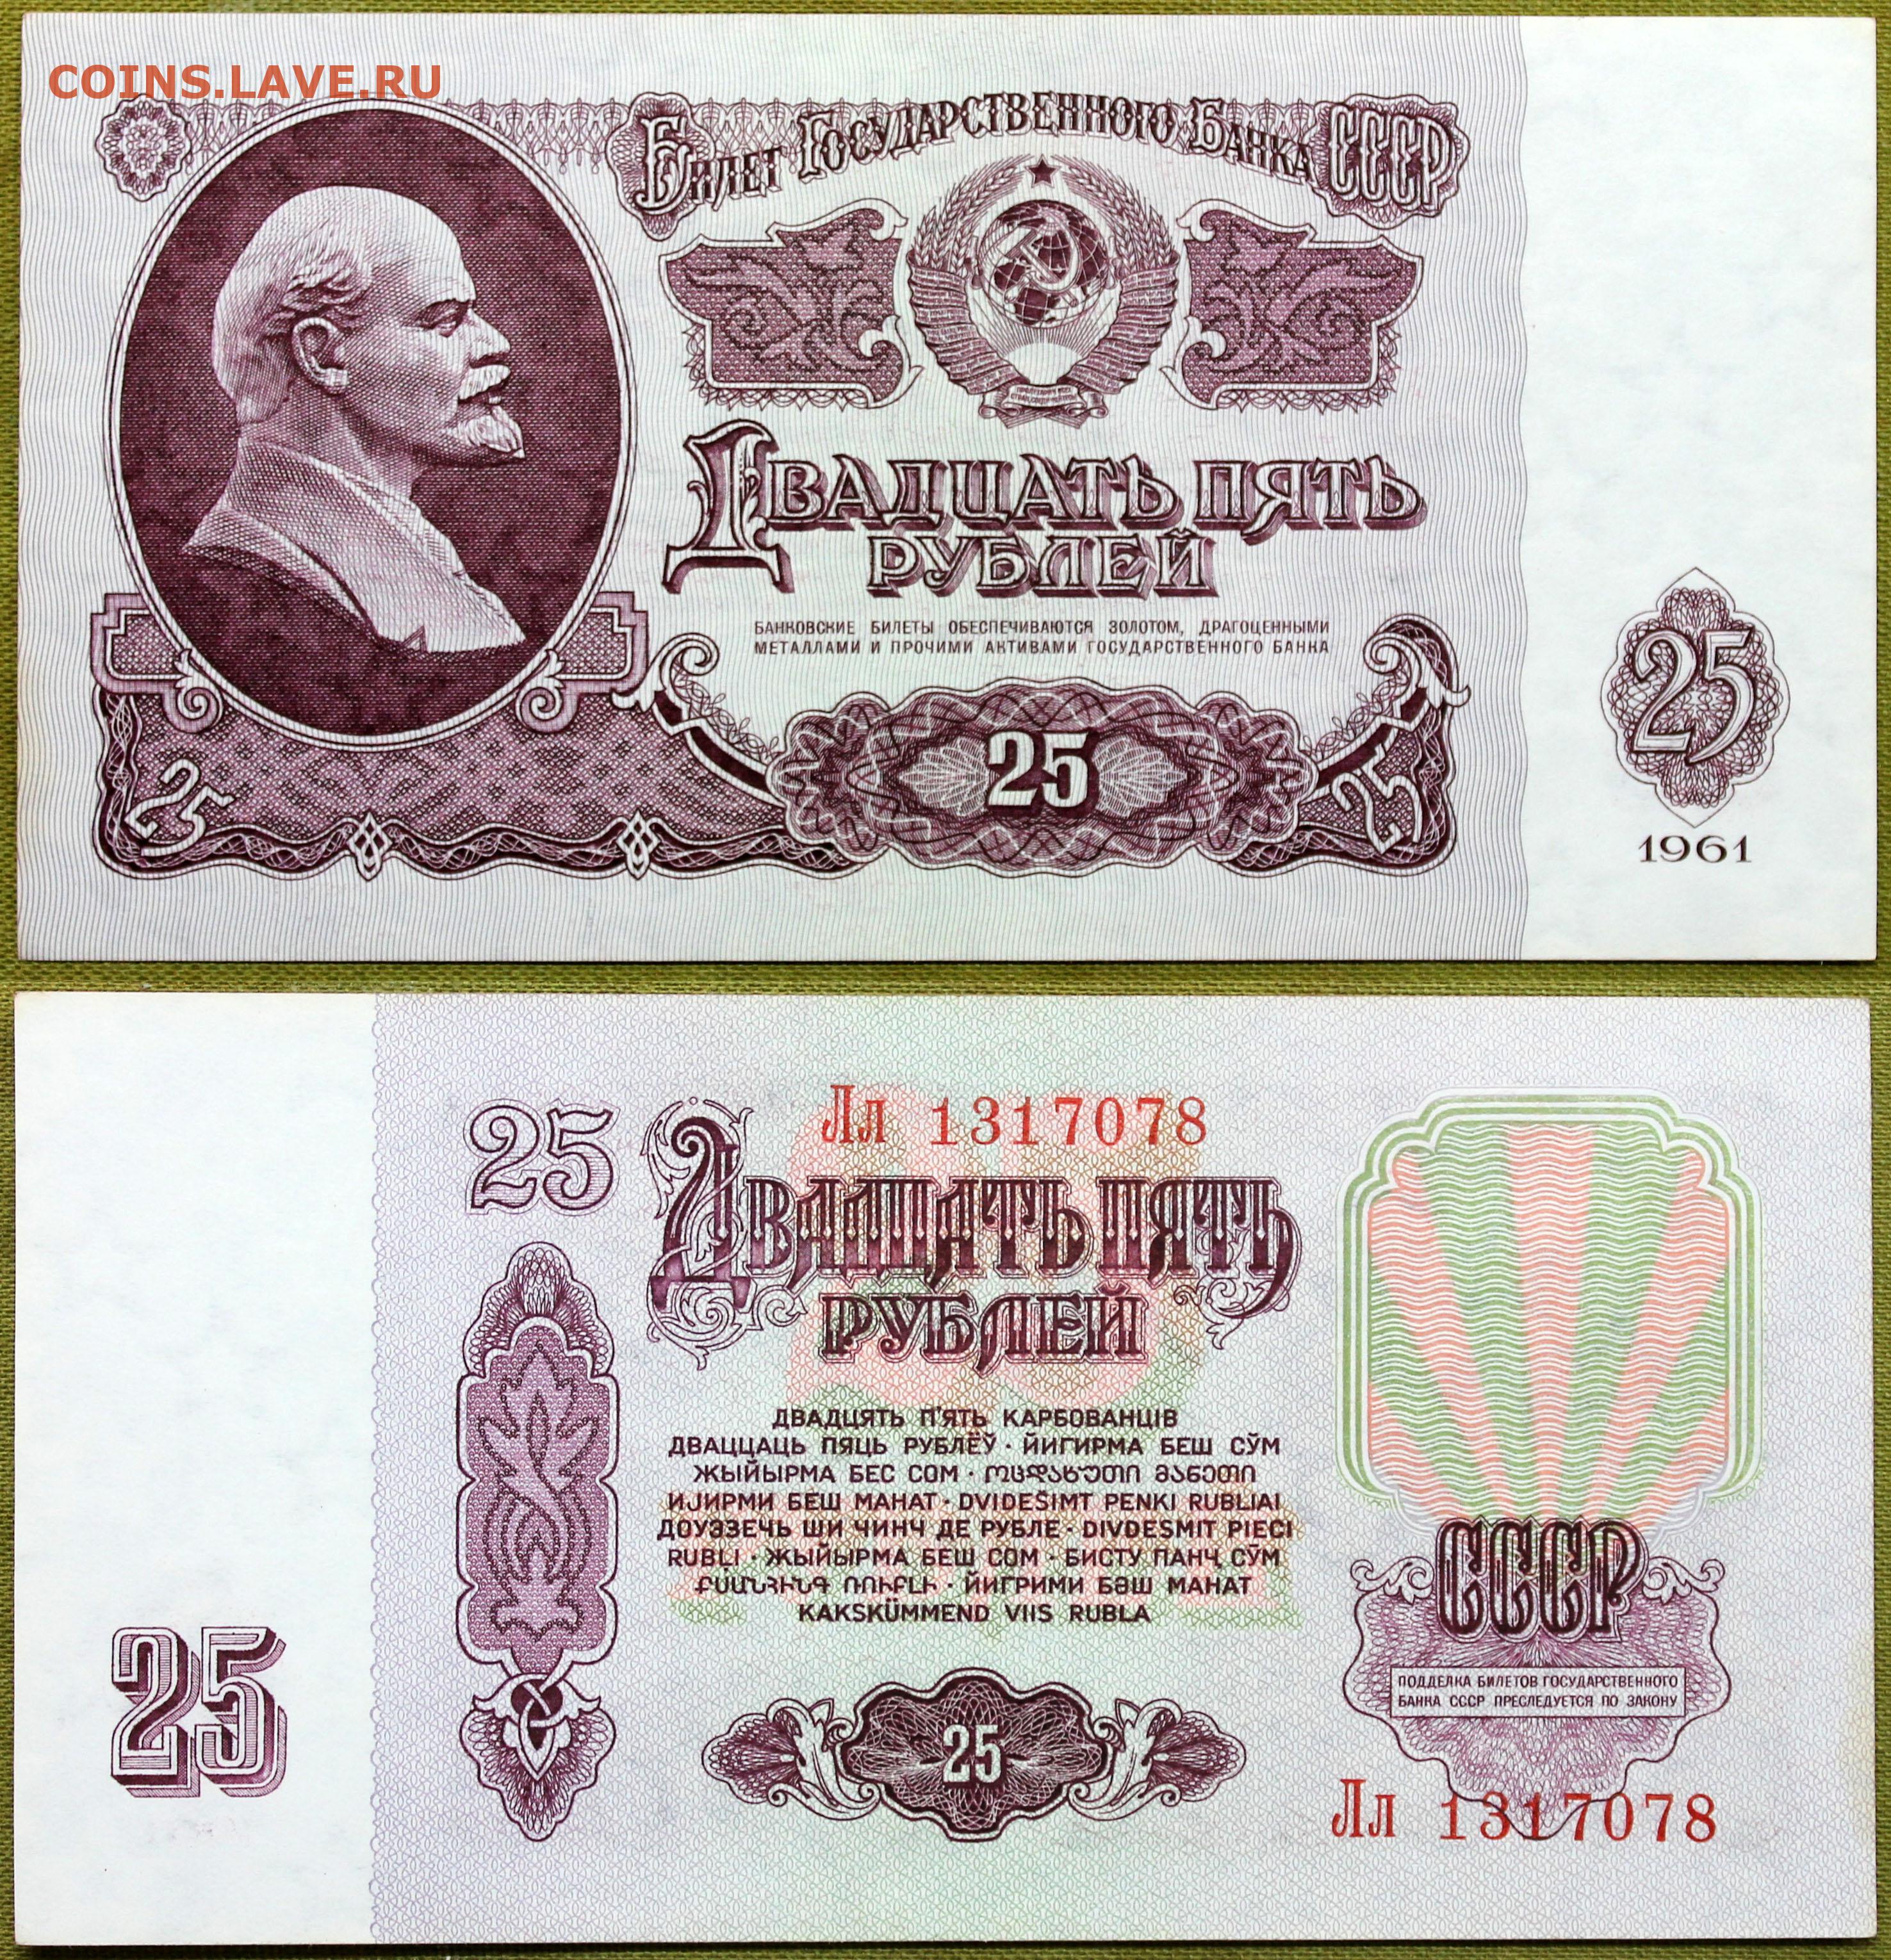 COINS.LAVE.RU
Билет Государственного Банка СССР
Двадцать пять
рублей
БАНКОВСКИЕ БИЛЕТЫ ОБЕСПЕЧИВАЮТСЯ ЗОЛОТОМ, ДРАГОЦЕННЫМИ
МЕТАЛЛАМИ И ПРОЧИМИ АКТИВАМИ ГОСУДАРСТВЕННОГО БАНКА
25
25
25
25
1961
Лл 1317078
25
Двадцать пять
рублей
ДВАДЦЯТЬ П'ЯТЬ КАРБОВАНЦІВ
ДВАЦЦАЦЬ ПЯЦЬ РУБЛЁЎ · ЙИГИРМА БЕШ СЎМ
ЖЫЙЫРМА БЕС СОМ · ოცდახუთი მანეთი
ИЈИРМИ БЕШ МАНАТ · DVIDEŠIMT PENKI RUBLIAI
ДОУЭЗЕЧЬ ШИ ЧИНЧ ДЕ РУБЛЕ · DIVDESMIT PIECI
RUBĻI · ЖЫЙЫРМА БЕШ СОМ · БИСТУ ПАНҶ СӮМ
ՔՍԱՆՀԻՆԳ ՌՈՒԲԼԻ · ЙИГРИМИ БӘШ МАНАТ
KAKSKÜMMEND VIIS RUBLA
СССР
ПОДДЕЛКА БИЛЕТОВ ГОСУДАРСТВЕННОГО
БАНКА СССР ПРЕСЛЕДУЕТСЯ ПО ЗАКОНУ
25
25
Лл 1317078